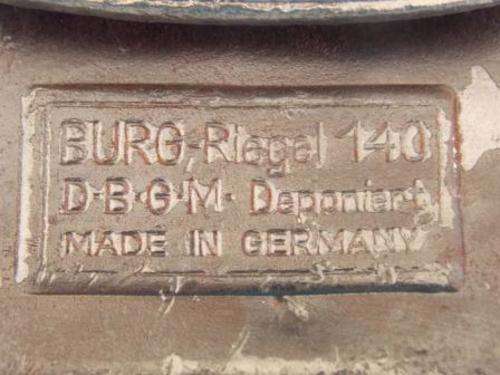 BURG-Riegel 140
D·B·G·M· Deponiert
MADE IN GERMANY